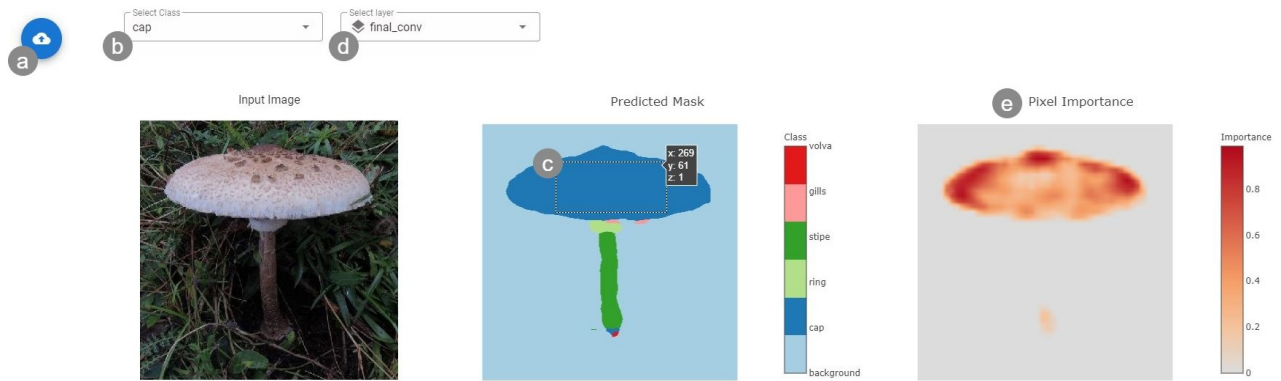 Select Class
cap
Select layer
final_conv
a
b
d
Input Image
Predicted Mask
e
Pixel Importance
c
x: 269
y: 61
z: 1
Class
volva
gills
stipe
ring
cap
background
Importance
0.8
0.6
0.4
0.2
0